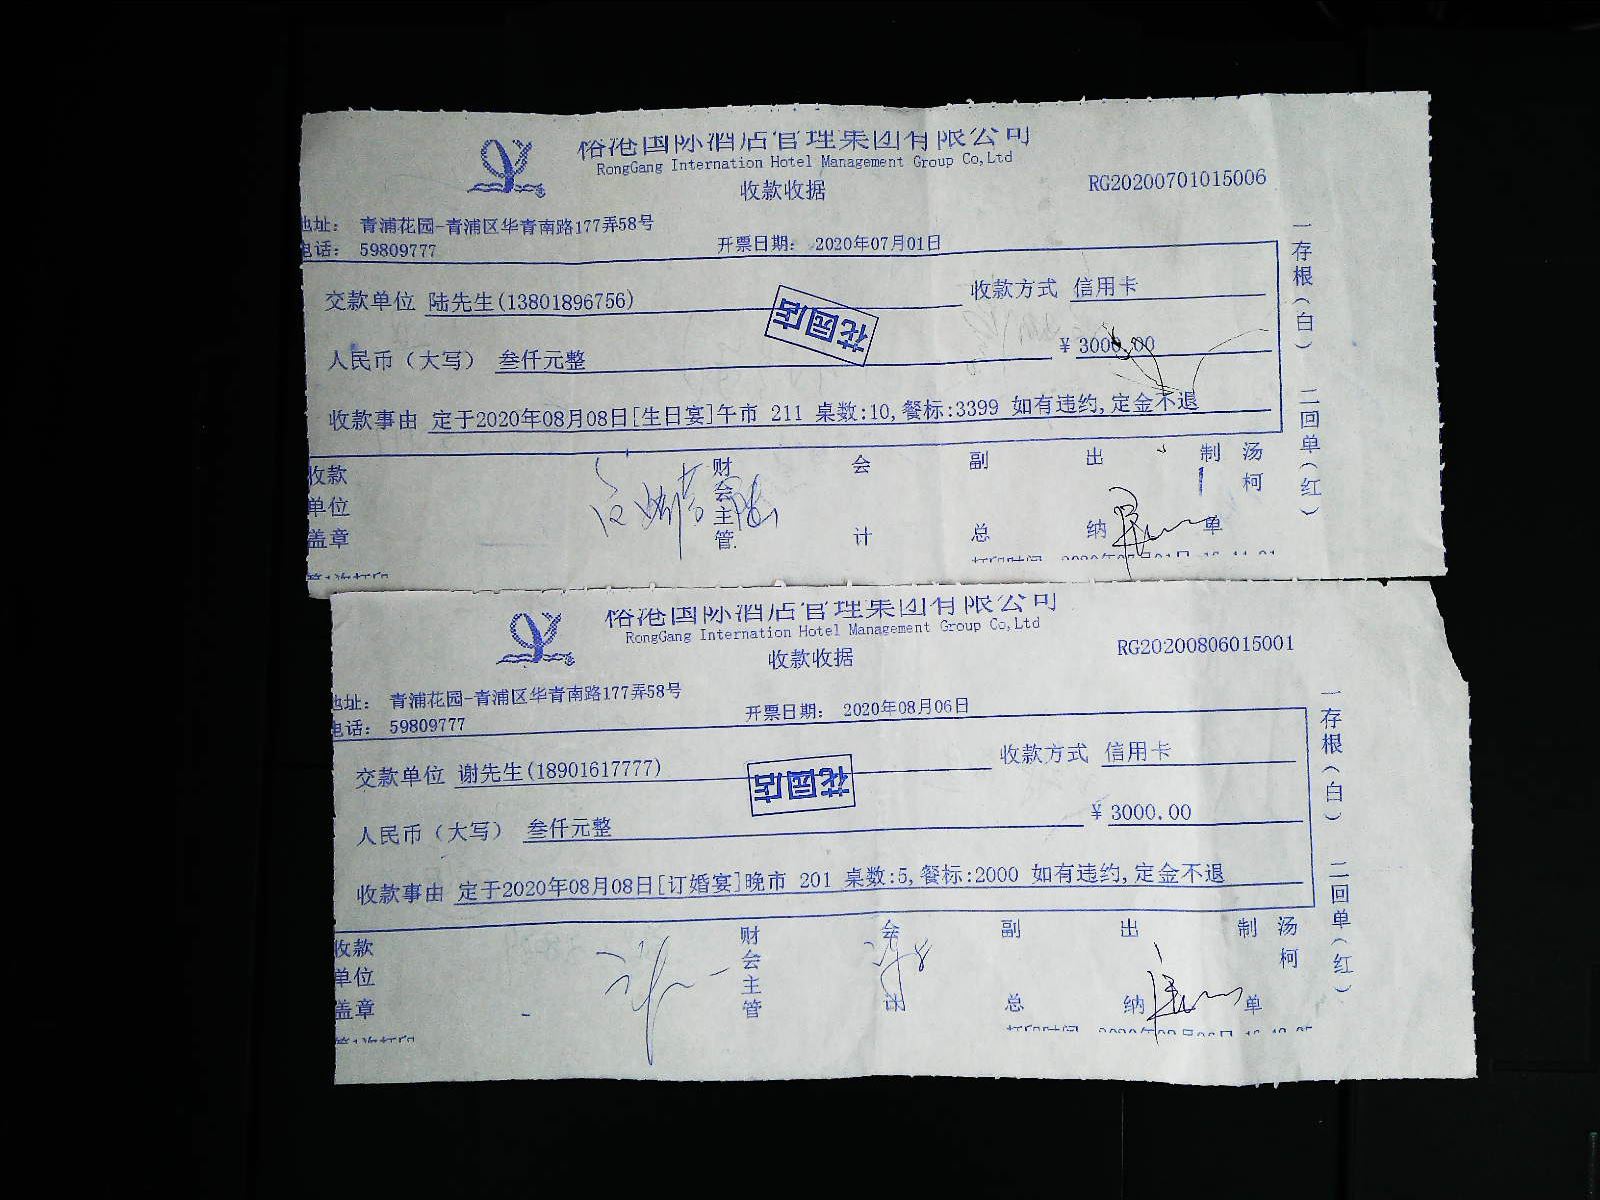 俗港国际酒店管理集团有限公司
RongGang Internation Hotel Management Group Co,Ltd
收款收据
RG20200701015006
地址： 青浦花园-青浦区华青南路177弄58号
电话： 59809777
开票日期： 2020年07月01日
交款单位 陆先生(13801896756)
收款方式 信用卡
花园店
人民币（大写） 叁仟元整
¥ 3000.00
收款事由 定于2020年08月08日[生日宴]午市 211 桌数:10,餐标:3399 如有违约,定金不退
收款单位盖章
财会主管
会计
副总
出纳
制单
汤柯
一存根（白） 二回单（红）
俗港国际酒店管理集团有限公司
RongGang Internation Hotel Management Group Co,Ltd
收款收据
RG20200806015001
地址： 青浦花园-青浦区华青南路177弄58号
电话： 59809777
开票日期： 2020年08月06日
交款单位 谢先生(18901617777)
收款方式 信用卡
花园店
人民币（大写） 叁仟元整
¥ 3000.00
收款事由 定于2020年08月08日[订婚宴]晚市 201 桌数:5,餐标:2000 如有违约,定金不退
收款单位盖章
财会主管
会计
副总
出纳
制单
汤柯
一存根（白） 二回单（红）